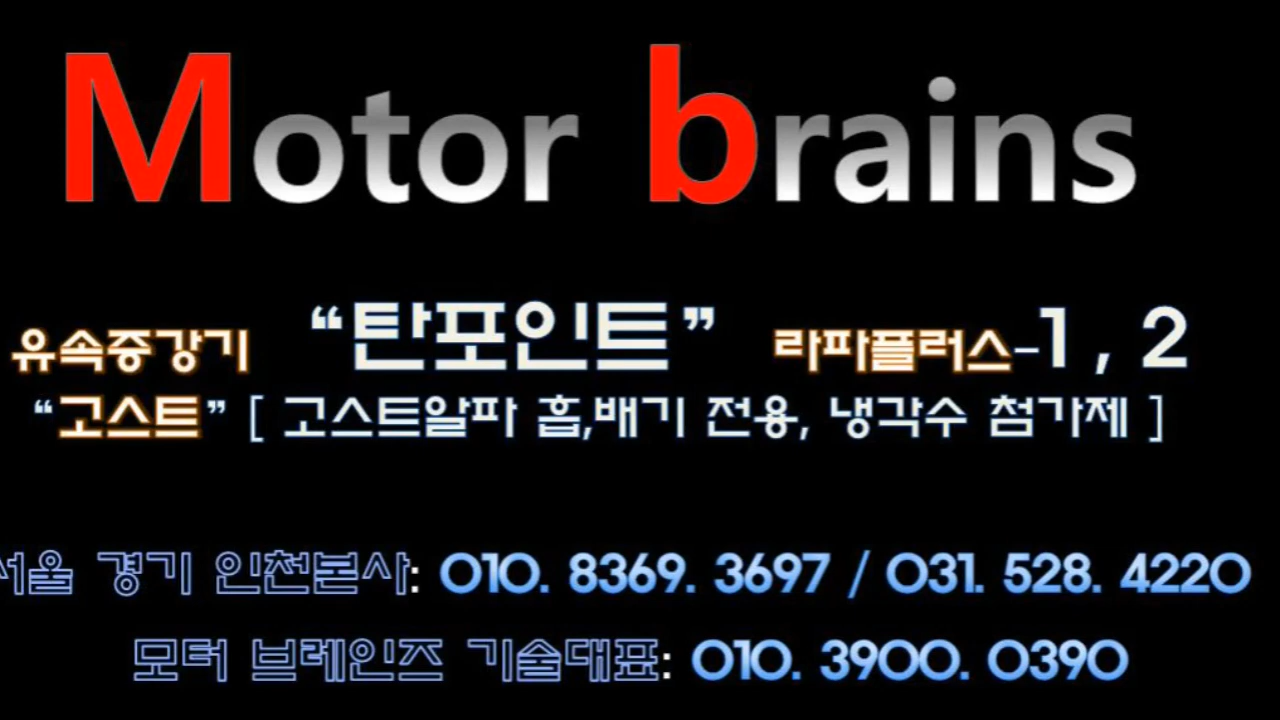 Motor brains
유속증강기 “탄포인트” 라파플러스-1 , 2
“고스트” [ 고스트알파 흡,배기 전용, 냉각수 첨가제 ]
서울 경기 인천본사: 010. 8369. 3697 / 031. 528. 4220
모터 브레인즈 기술대표: 010. 3900. 0390